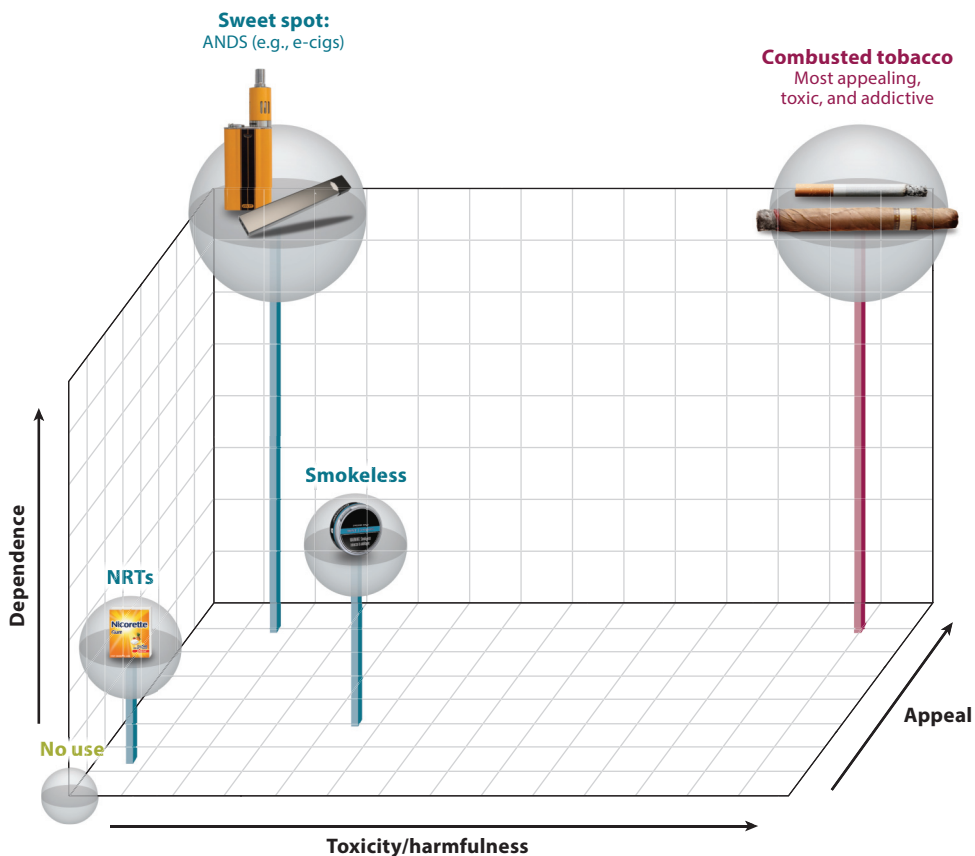 Sweet spot:
ANDS (e.g., e-cigs)
Combusted tobacco
Most appealing,
toxic, and addictive
Smokeless
NRTs
Nicorette
No use
Dependence
Appeal
Toxicity/harmfulness